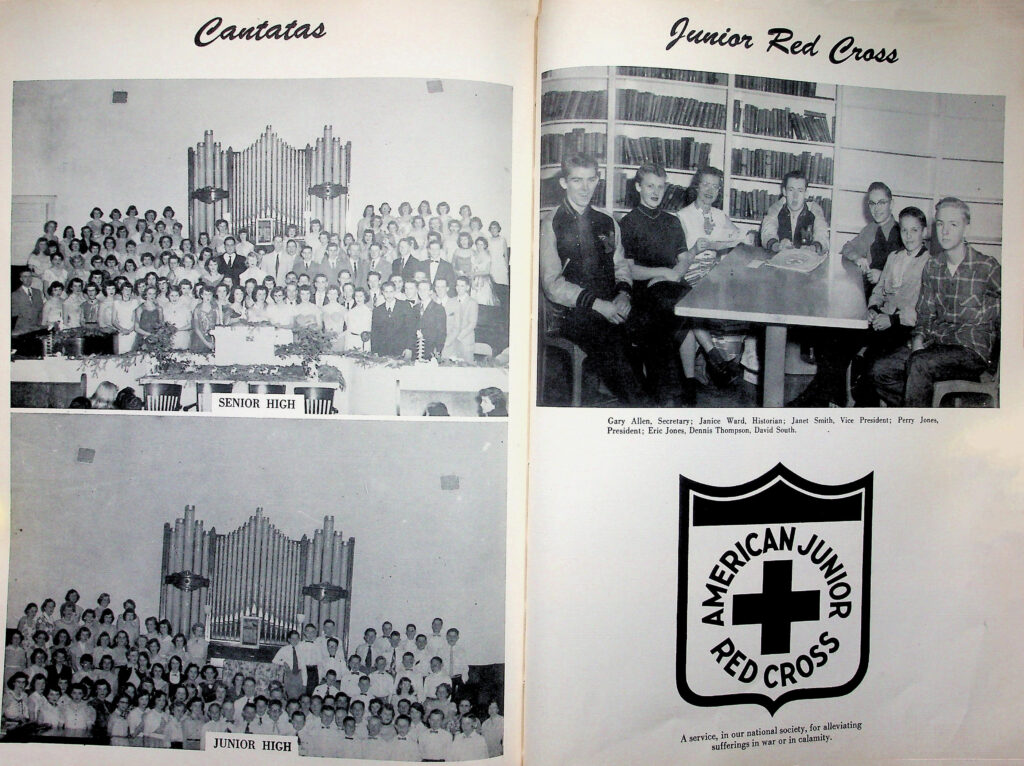 Cantatas
SENIOR HIGH
JUNIOR HIGH
Junior Red Cross
Gary Allen, Secretary; Janice Ward, Historian; Janet Smith, Vice President; Perry Jones,
President; Eric Jones, Dennis Thompson, David South.
AMERICAN JUNIOR
RED CROSS
A service, in our national society, for alleviating
sufferings in war or in calamity.